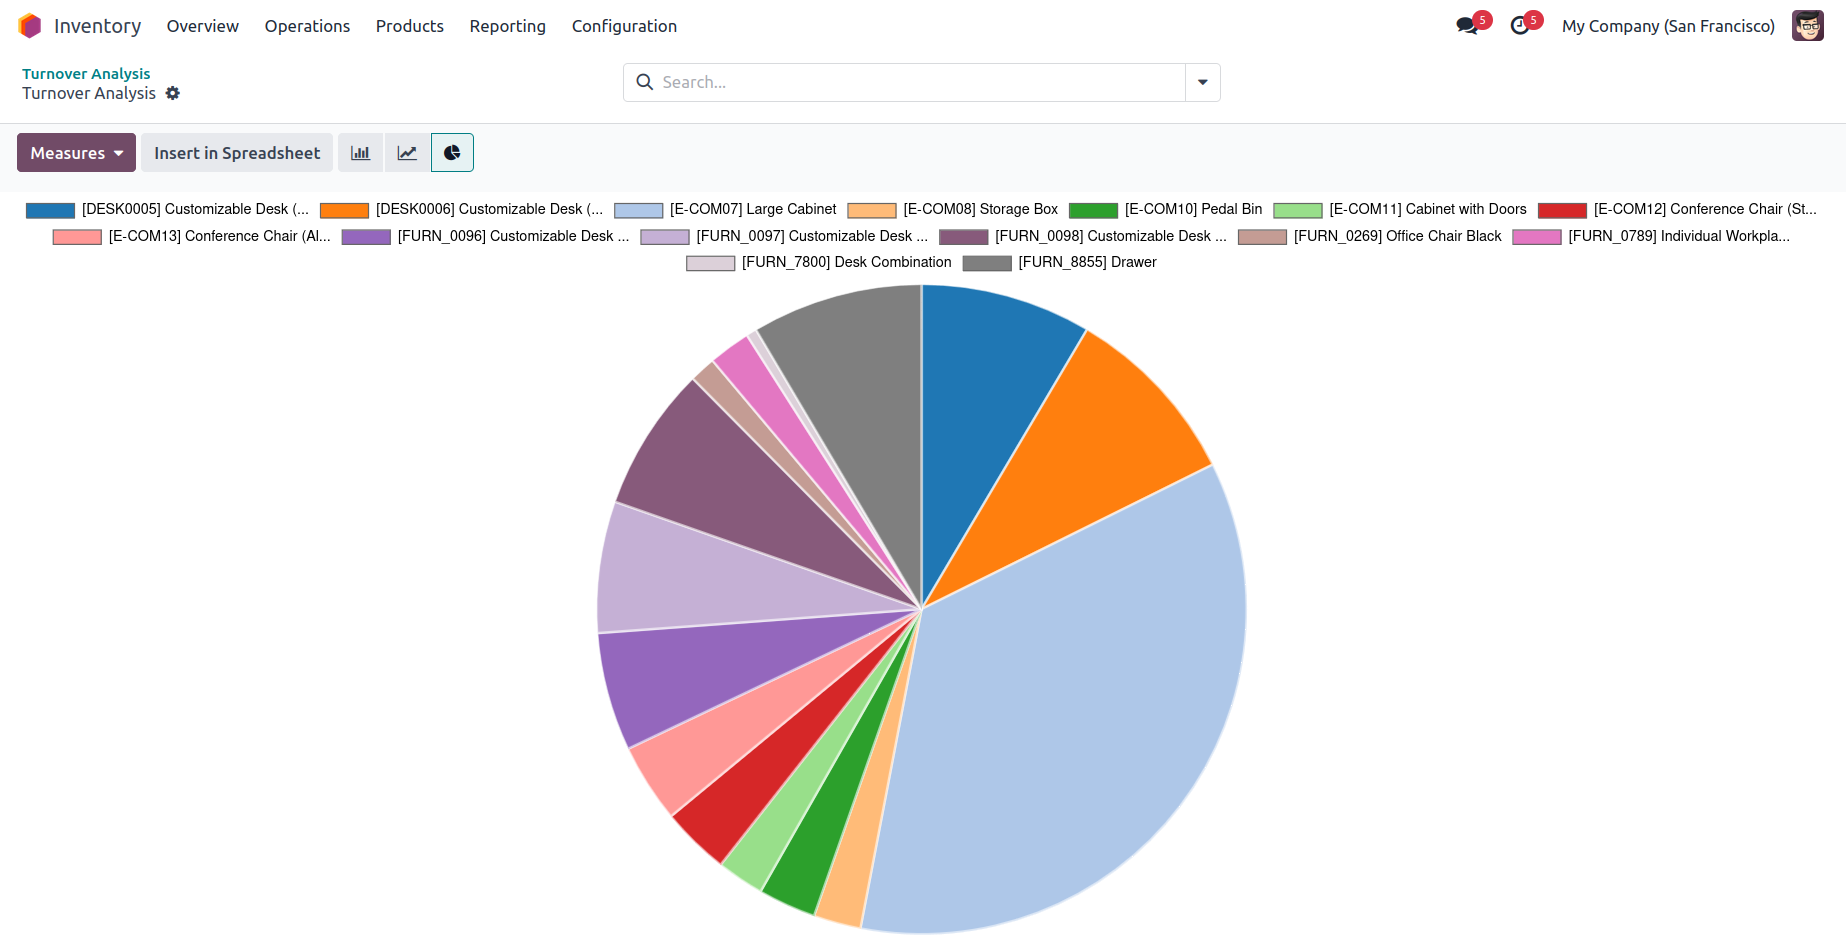 Inventory Overview Operations Products Reporting Configuration 5 5 My Company (San Francisco)
Turnover Analysis
Turnover Analysis
Search...
Measures Insert in Spreadsheet
[DESK0005] Customizable Desk (... [DESK0006] Customizable Desk (... [E-COM07] Large Cabinet [E-COM08] Storage Box [E-COM10] Pedal Bin [E-COM11] Cabinet with Doors [E-COM12] Conference Chair (St...
[E-COM13] Conference Chair (Al... [FURN_0096] Customizable Desk ... [FURN_0097] Customizable Desk ... [FURN_0098] Customizable Desk ... [FURN_0269] Office Chair Black [FURN_0789] Individual Workpla...
[FURN_7800] Desk Combination [FURN_8855] Drawer